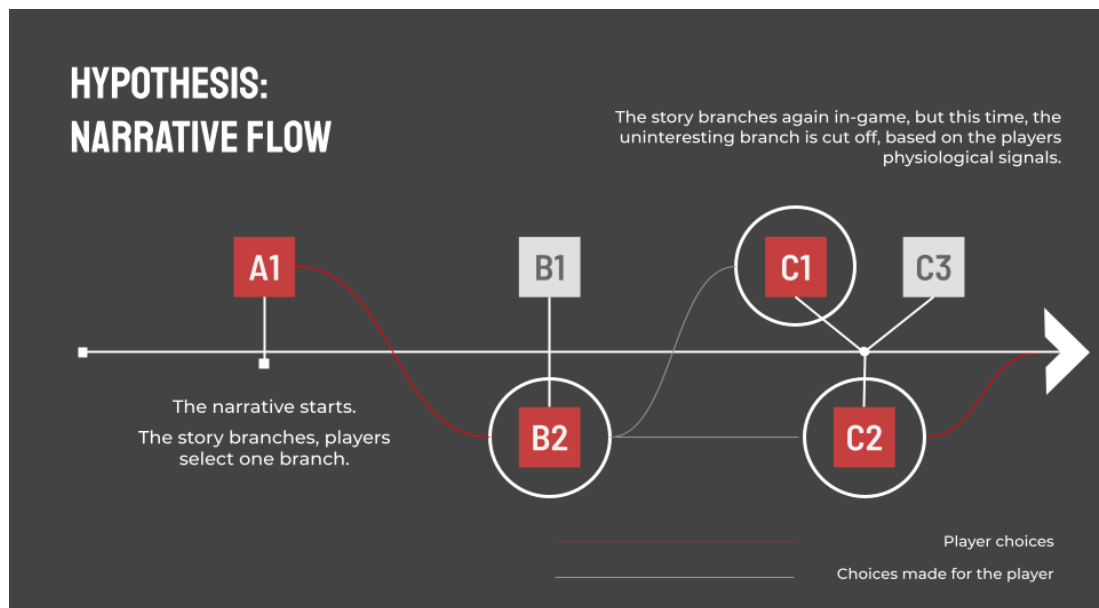 HYPOTHESIS:
NARRATIVE FLOW
The story branches again in-game, but this time, the
uninteresting branch is cut off, based on the players
physiological signals.
A1
B1
C1
C3
The narrative starts.
The story branches, players
select one branch.
B2
C2
Player choices
Choices made for the player